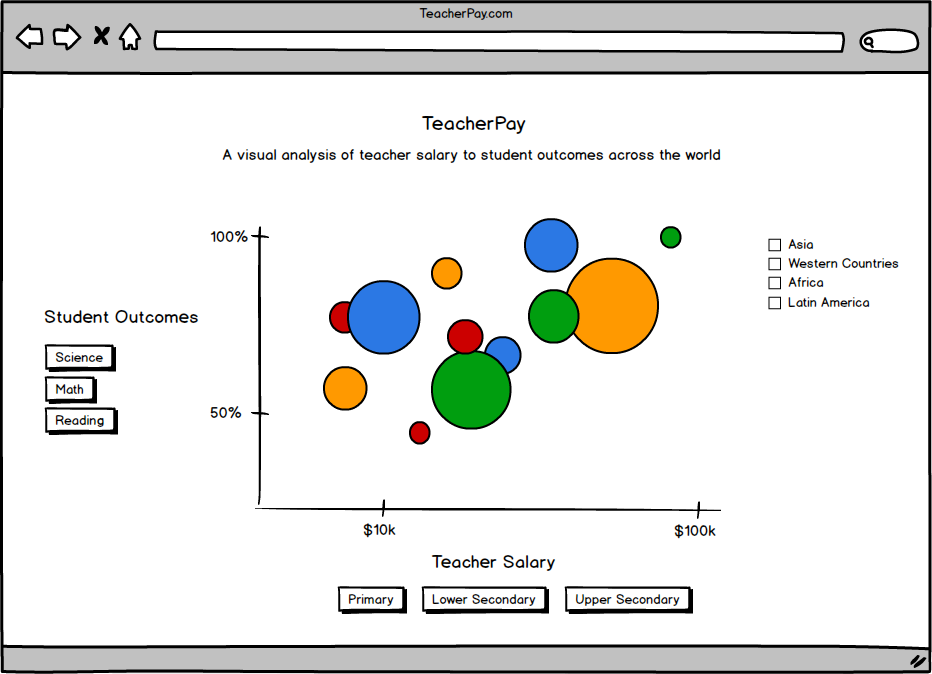 TeacherPay.com
TeacherPay
A visual analysis of teacher salary to student outcomes across the world
100%
50%
Student Outcomes
Science
Math
Reading
Asia
Western Countries
Africa
Latin America
$10k
$100k
Teacher Salary
Primary
Lower Secondary
Upper Secondary